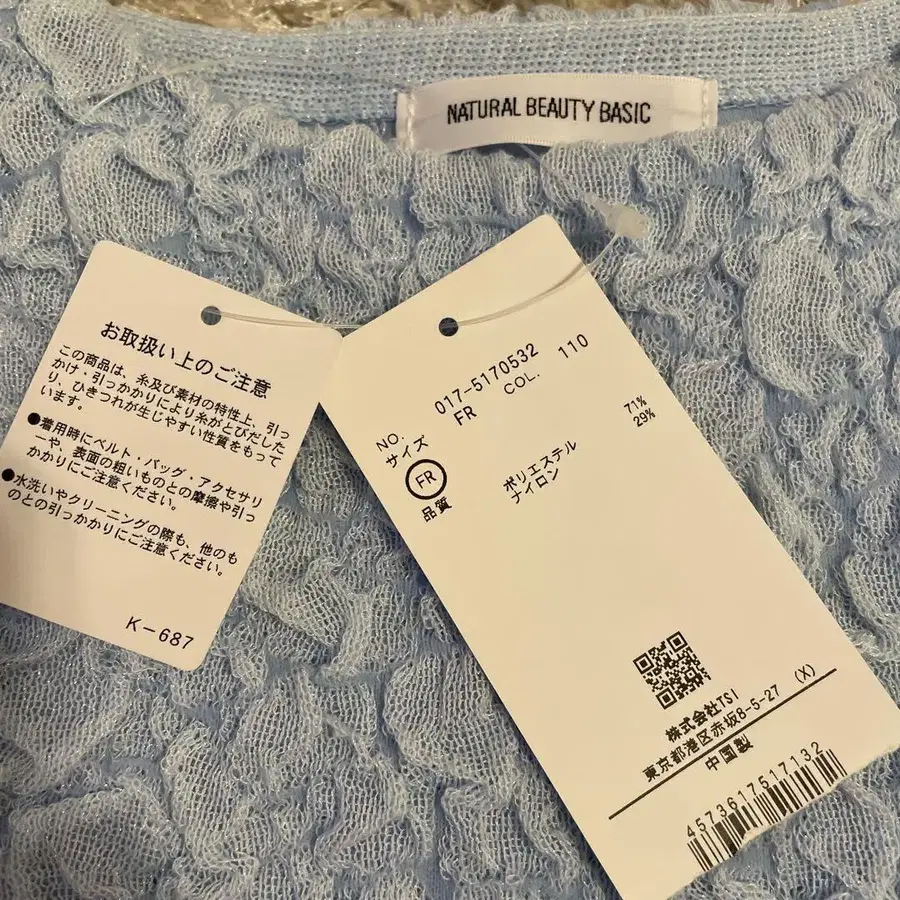 NATURAL BEAUTY BASIC
お取扱い上のご注意
この商品は、糸及び素材の特性上、引っ
かけ・引っかかりにより糸がとびだした
り、ひきつれが生じやすい性質をもって
います。
●着用時にベルト・バッグ・アクセサリ
ーや、表面の粗いものとの摩擦や引っ
かかりにご注意ください。
●水洗いやクリーニングの際も、他のも
のとの引っかかりにご注意ください。
K-687
NO. 017-5170532
サイズ FR COL. 110
FR
品質 ポリエステル 71%
ナイロン 29%
株式会社TSI
東京都港区赤坂8-5-27 (X)
中国製
4573617517132